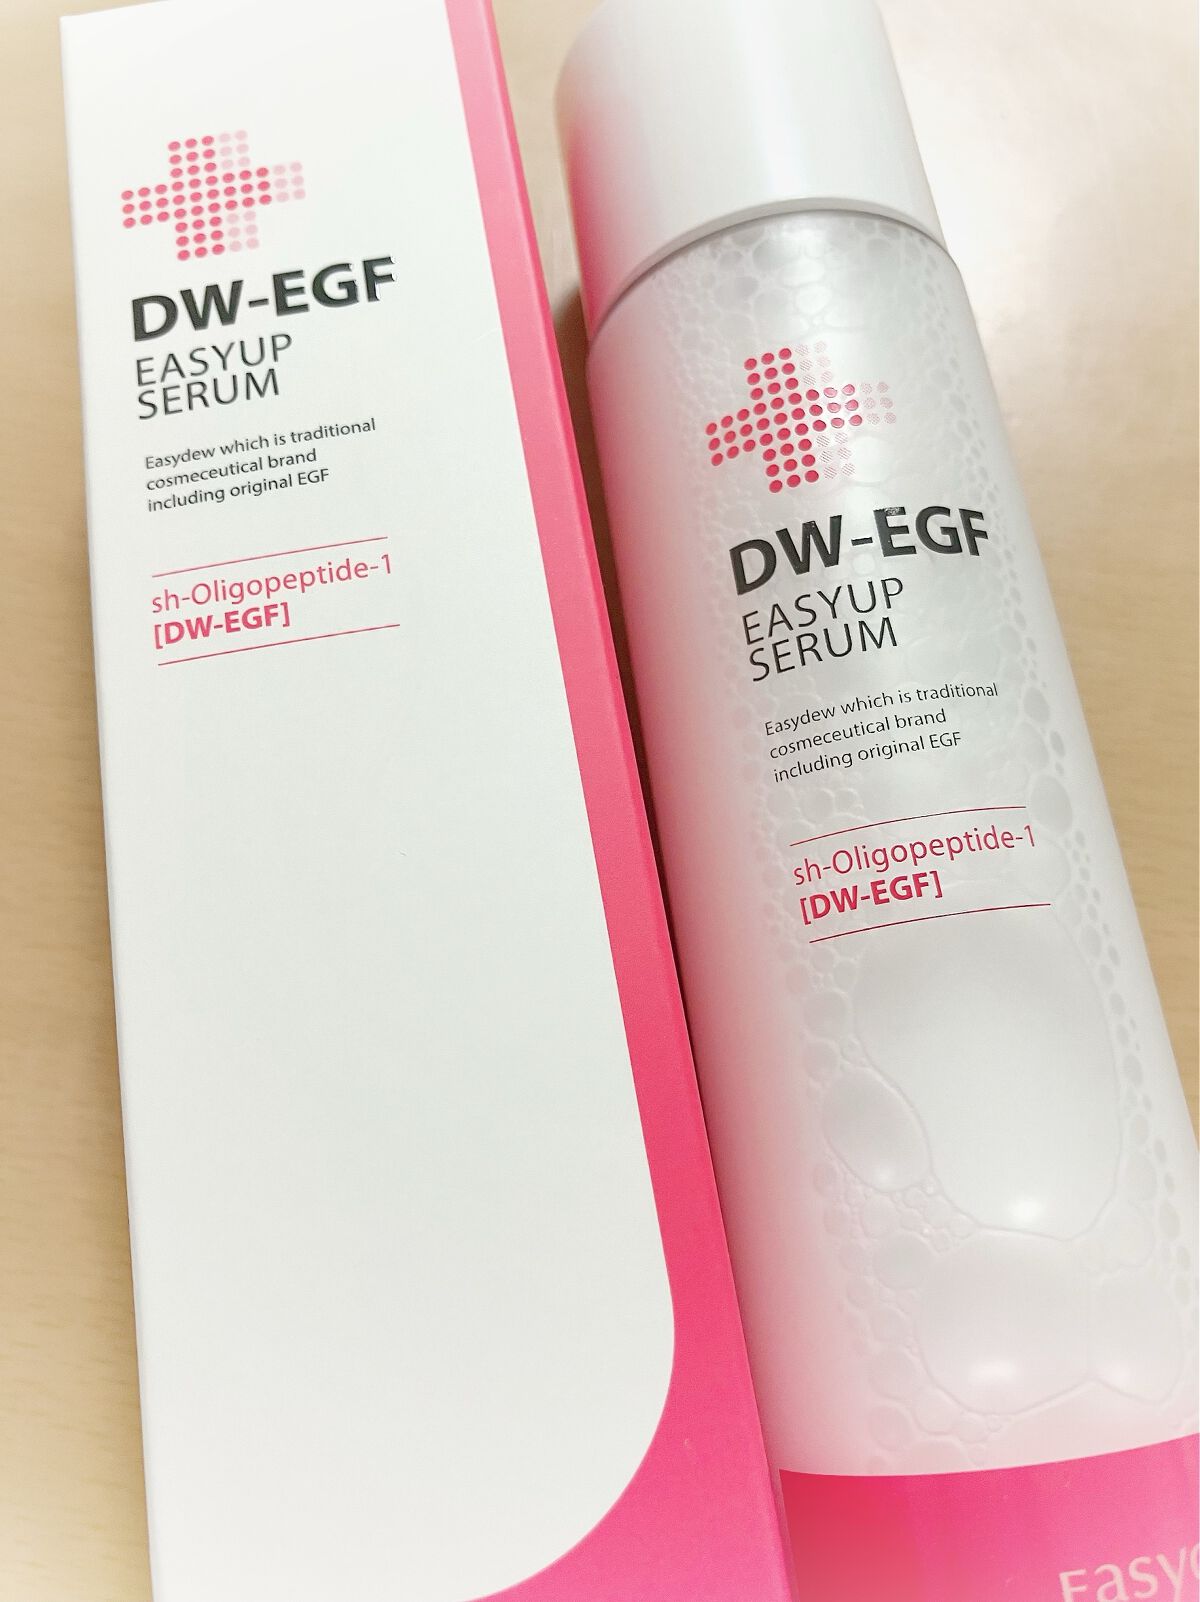 DW-EGF
EASYUP
SERUM
Easydew which is traditional
cosmeceutical brand
including original EGF
sh-Oligopeptide-1
[DW-EGF]
DW-EGF
EASYUP
SERUM
Easydew which is traditional
cosmeceutical brand
including original EGF
sh-Oligopeptide-1
[DW-EGF]